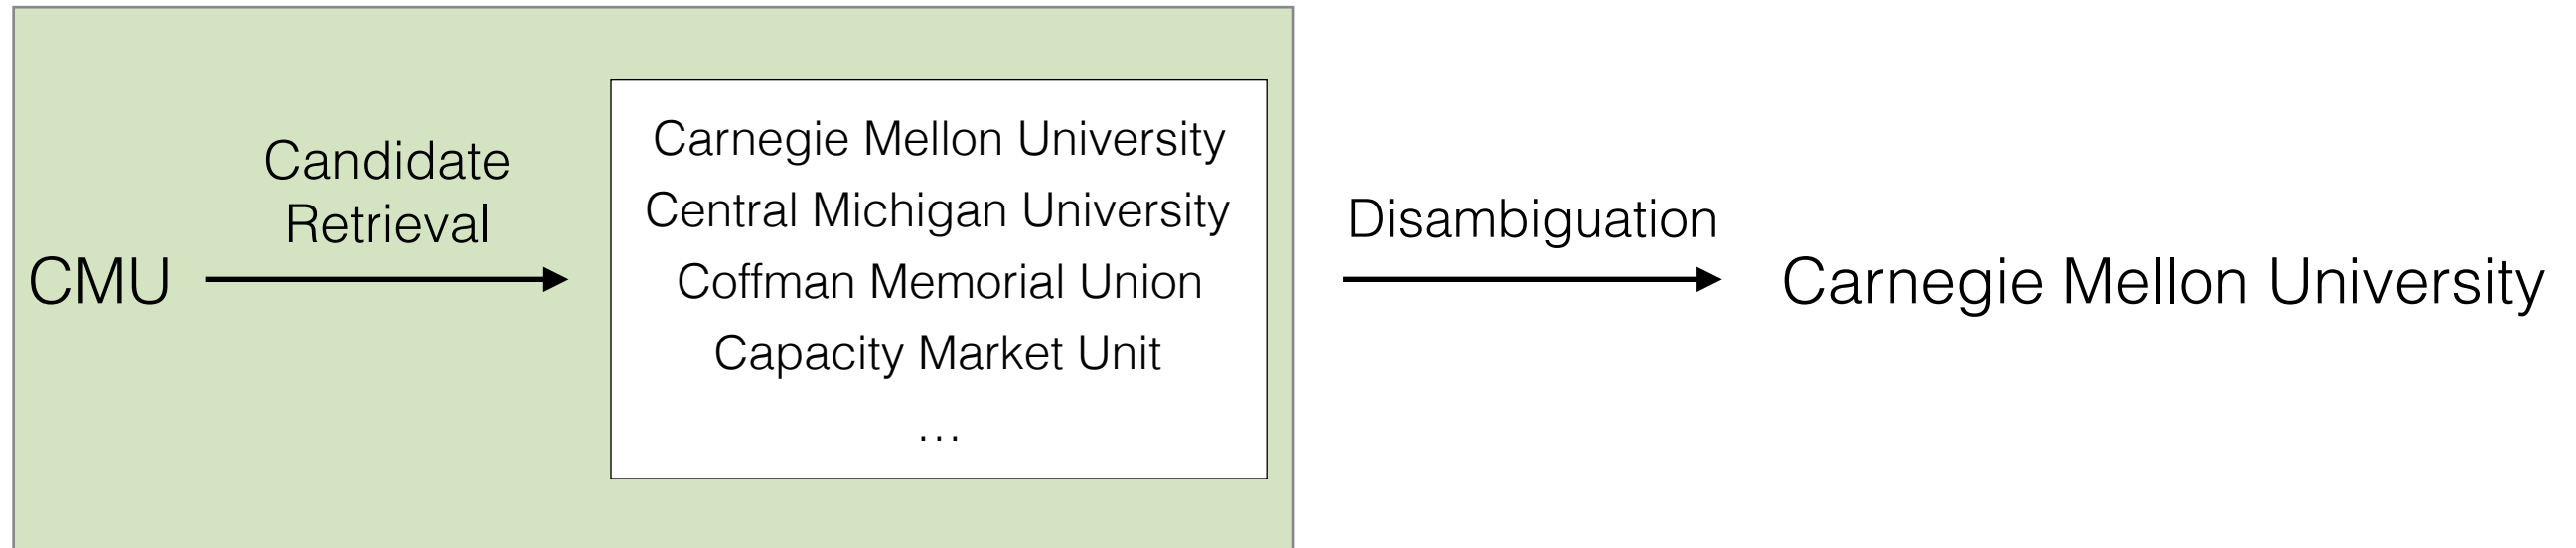 CMU
Candidate
Retrieval
Carnegie Mellon University
Central Michigan University
Coffman Memorial Union
Capacity Market Unit
...
Disambiguation
Carnegie Mellon University